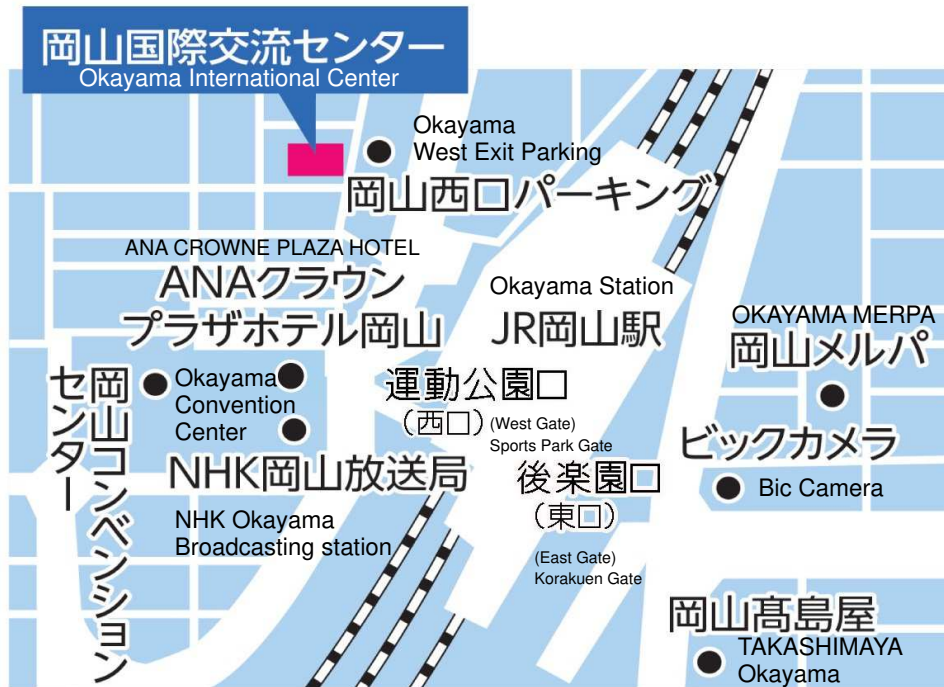 岡山国際交流センター
Okayama International Center
Okayama
West Exit Parking
岡山西口パーキング
ANA CROWNE PLAZA HOTEL
ANAクラウン
プラザホテル岡山
Okayama Station
JR岡山駅
OKAYAMA MERPA
岡山メルパ
岡山コンベンション
センター
Okayama
Convention
Center
運動公園口
(西口)
(West Gate)
Sports Park Gate
ビックカメラ
Bic Camera
NHK岡山放送局
NHK Okayama
Broadcasting station
後楽園口
(東口)
(East Gate)
Korakuen Gate
岡山髙島屋
TAKASHIMAYA
Okayama